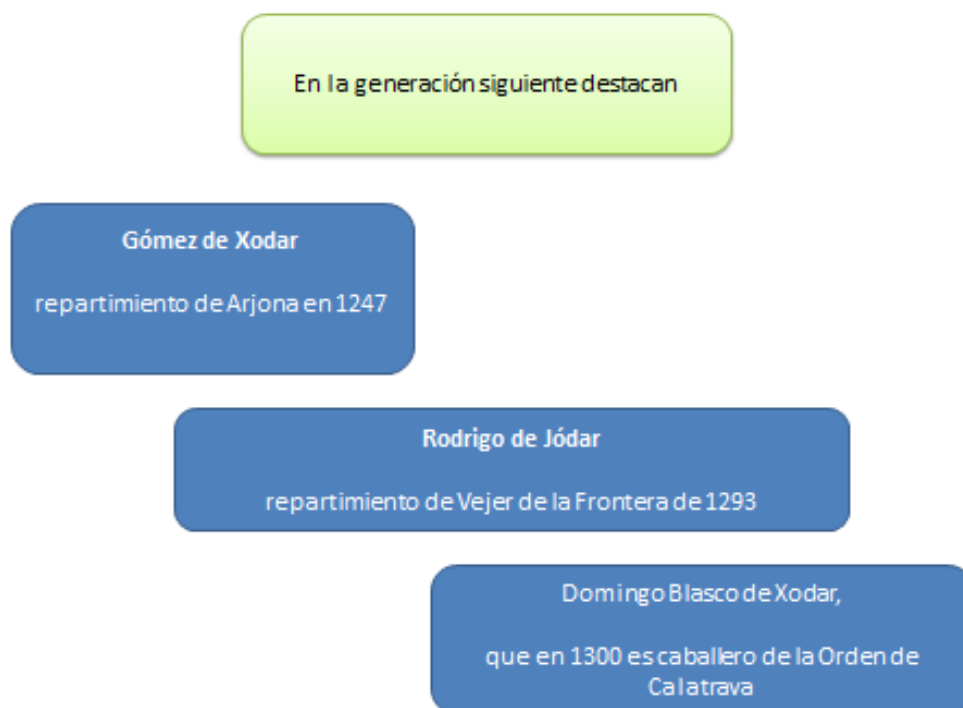 En la generación siguiente destacan
Gómez de Xodar
repartimiento de Arjona en 1247
Rodrigo de Jódar
repartimiento de Vejer de la Frontera de 1293
Domingo Blasco de Xodar,
que en 1300 es caballero de la Orden de
Calatrava